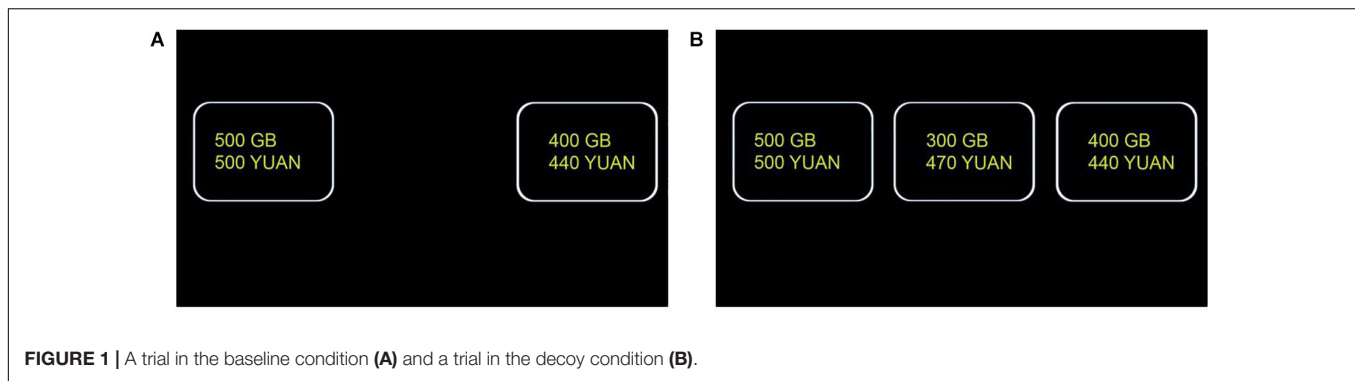 A
500 GB
500 YUAN
400 GB
440 YUAN
B
500 GB
500 YUAN
300 GB
470 YUAN
400 GB
440 YUAN
FIGURE 1 | A trial in the baseline condition (A) and a trial in the decoy condition (B).